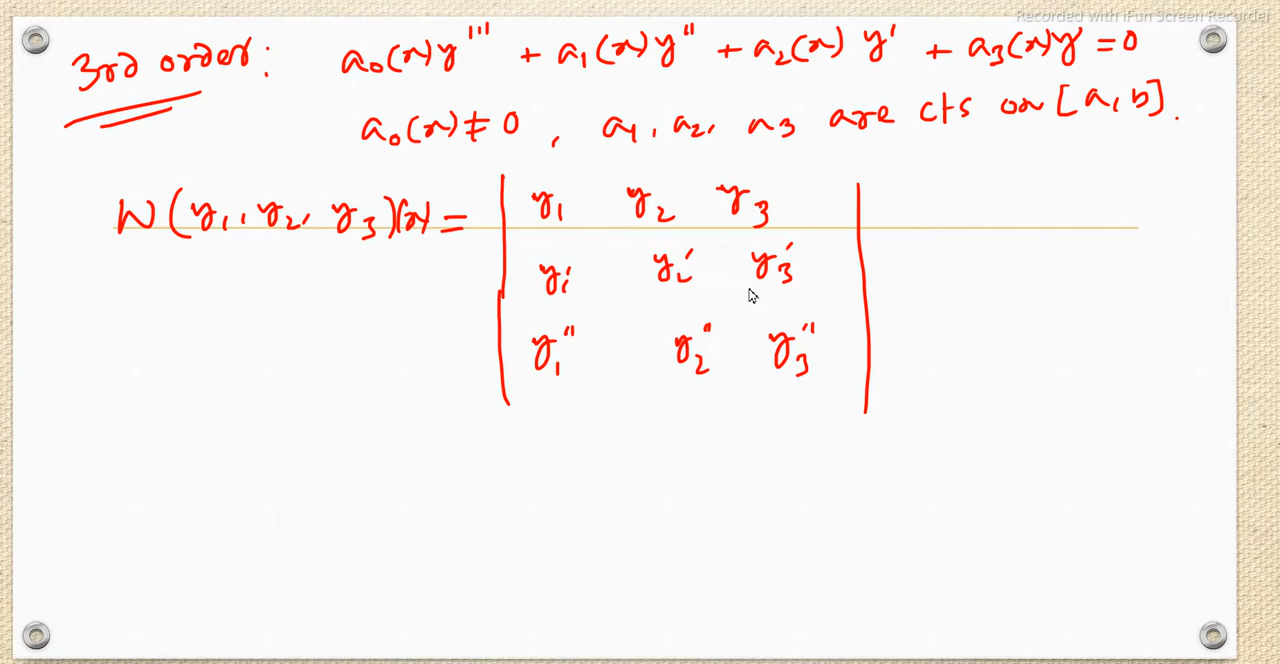 Recorded with iFun Screen Recorder
3rd order: a₀(x)y''' + a₁(x)y'' + a₂(x) y' + a₃(x)y = 0
a₀(x) ≠ 0 , a₁, a₂, a₃ are cts on [a, b].
W(y₁, y₂, y₃)(x) = | y₁ y₂ y₃ |
| y₁' y₂' y₃' |
| y₁'' y₂'' y₃'' |